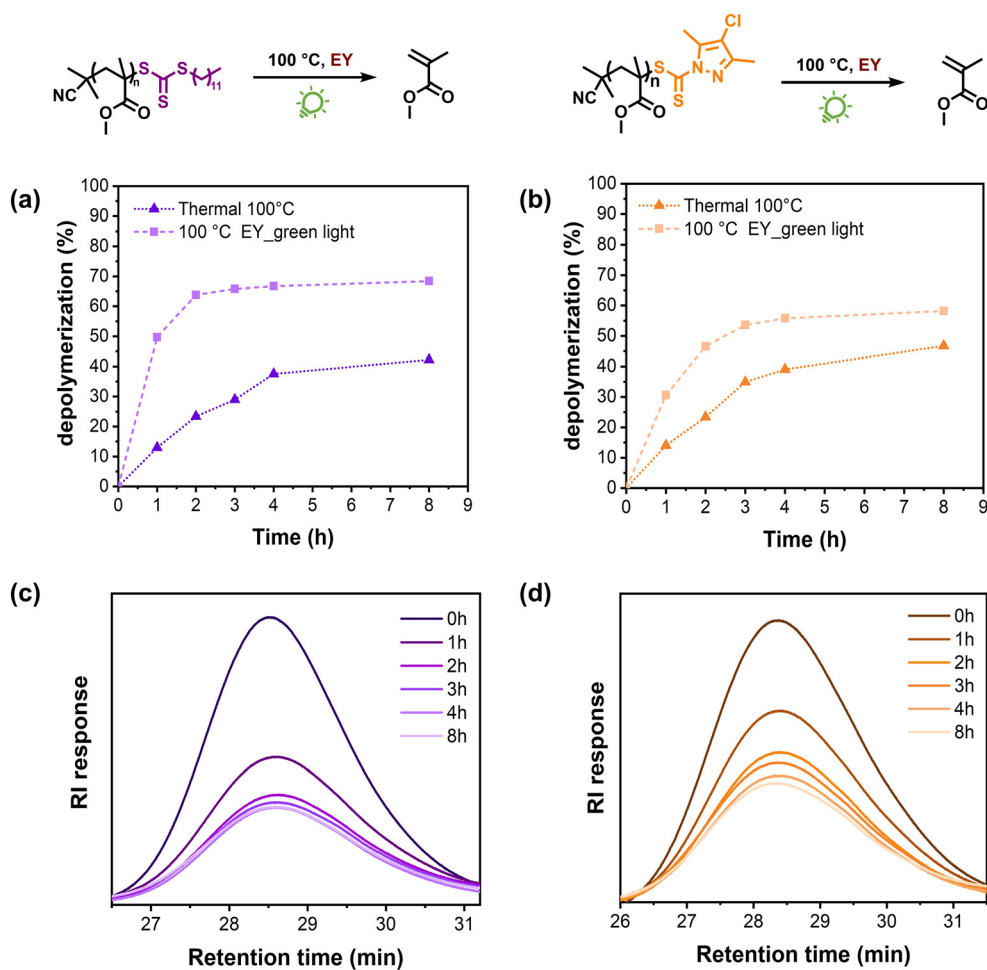 100 °C, EY
NC
O
O
n
S
S
S
11
O
O
100 °C, EY
NC
O
O
n
S
S
N
N
Cl
O
O
(a)
depolymerization (%)
100
90
80
70
60
50
40
30
20
10
0
Thermal 100°C
100 °C EY_green light
0 1 2 3 4 5 6 7 8 9
Time (h)
(b)
depolymerization (%)
100
90
80
70
60
50
40
30
20
10
0
Thermal 100°C
100 °C EY_green light
0 1 2 3 4 5 6 7 8 9
Time (h)
(c)
RI response
0h
1h
2h
3h
4h
8h
27 28 29 30 31
Retention time (min)
(d)
RI response
0h
1h
2h
3h
4h
8h
26 27 28 29 30 31
Retention time (min)